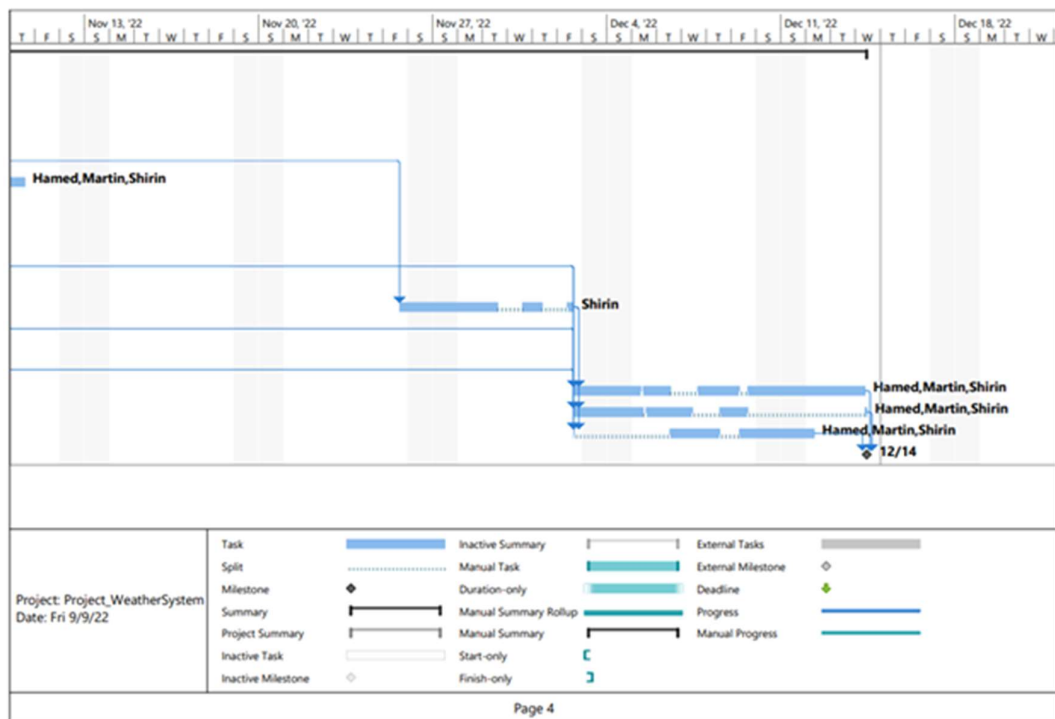 Nov 13, '22 Nov 20, '22 Nov 27, '22 Dec 4, '22 Dec 11, '22 Dec 18, '22
T F S S M T W T F S S M T W T F S S M T W T F S S M T W T F S S M T W T F S S M T W
Hamed,Martin,Shirin
Shirin
Hamed,Martin,Shirin
Hamed,Martin,Shirin
Hamed,Martin,Shirin
12/14
Project: Project_WeatherSystem
Date: Fri 9/9/22
Task Inactive Summary External Tasks
Split Manual Task External Milestone
Milestone Duration-only Deadline
Summary Manual Summary Rollup Progress
Project Summary Manual Summary Manual Progress
Inactive Task Start-only
Inactive Milestone Finish-only
Page 4